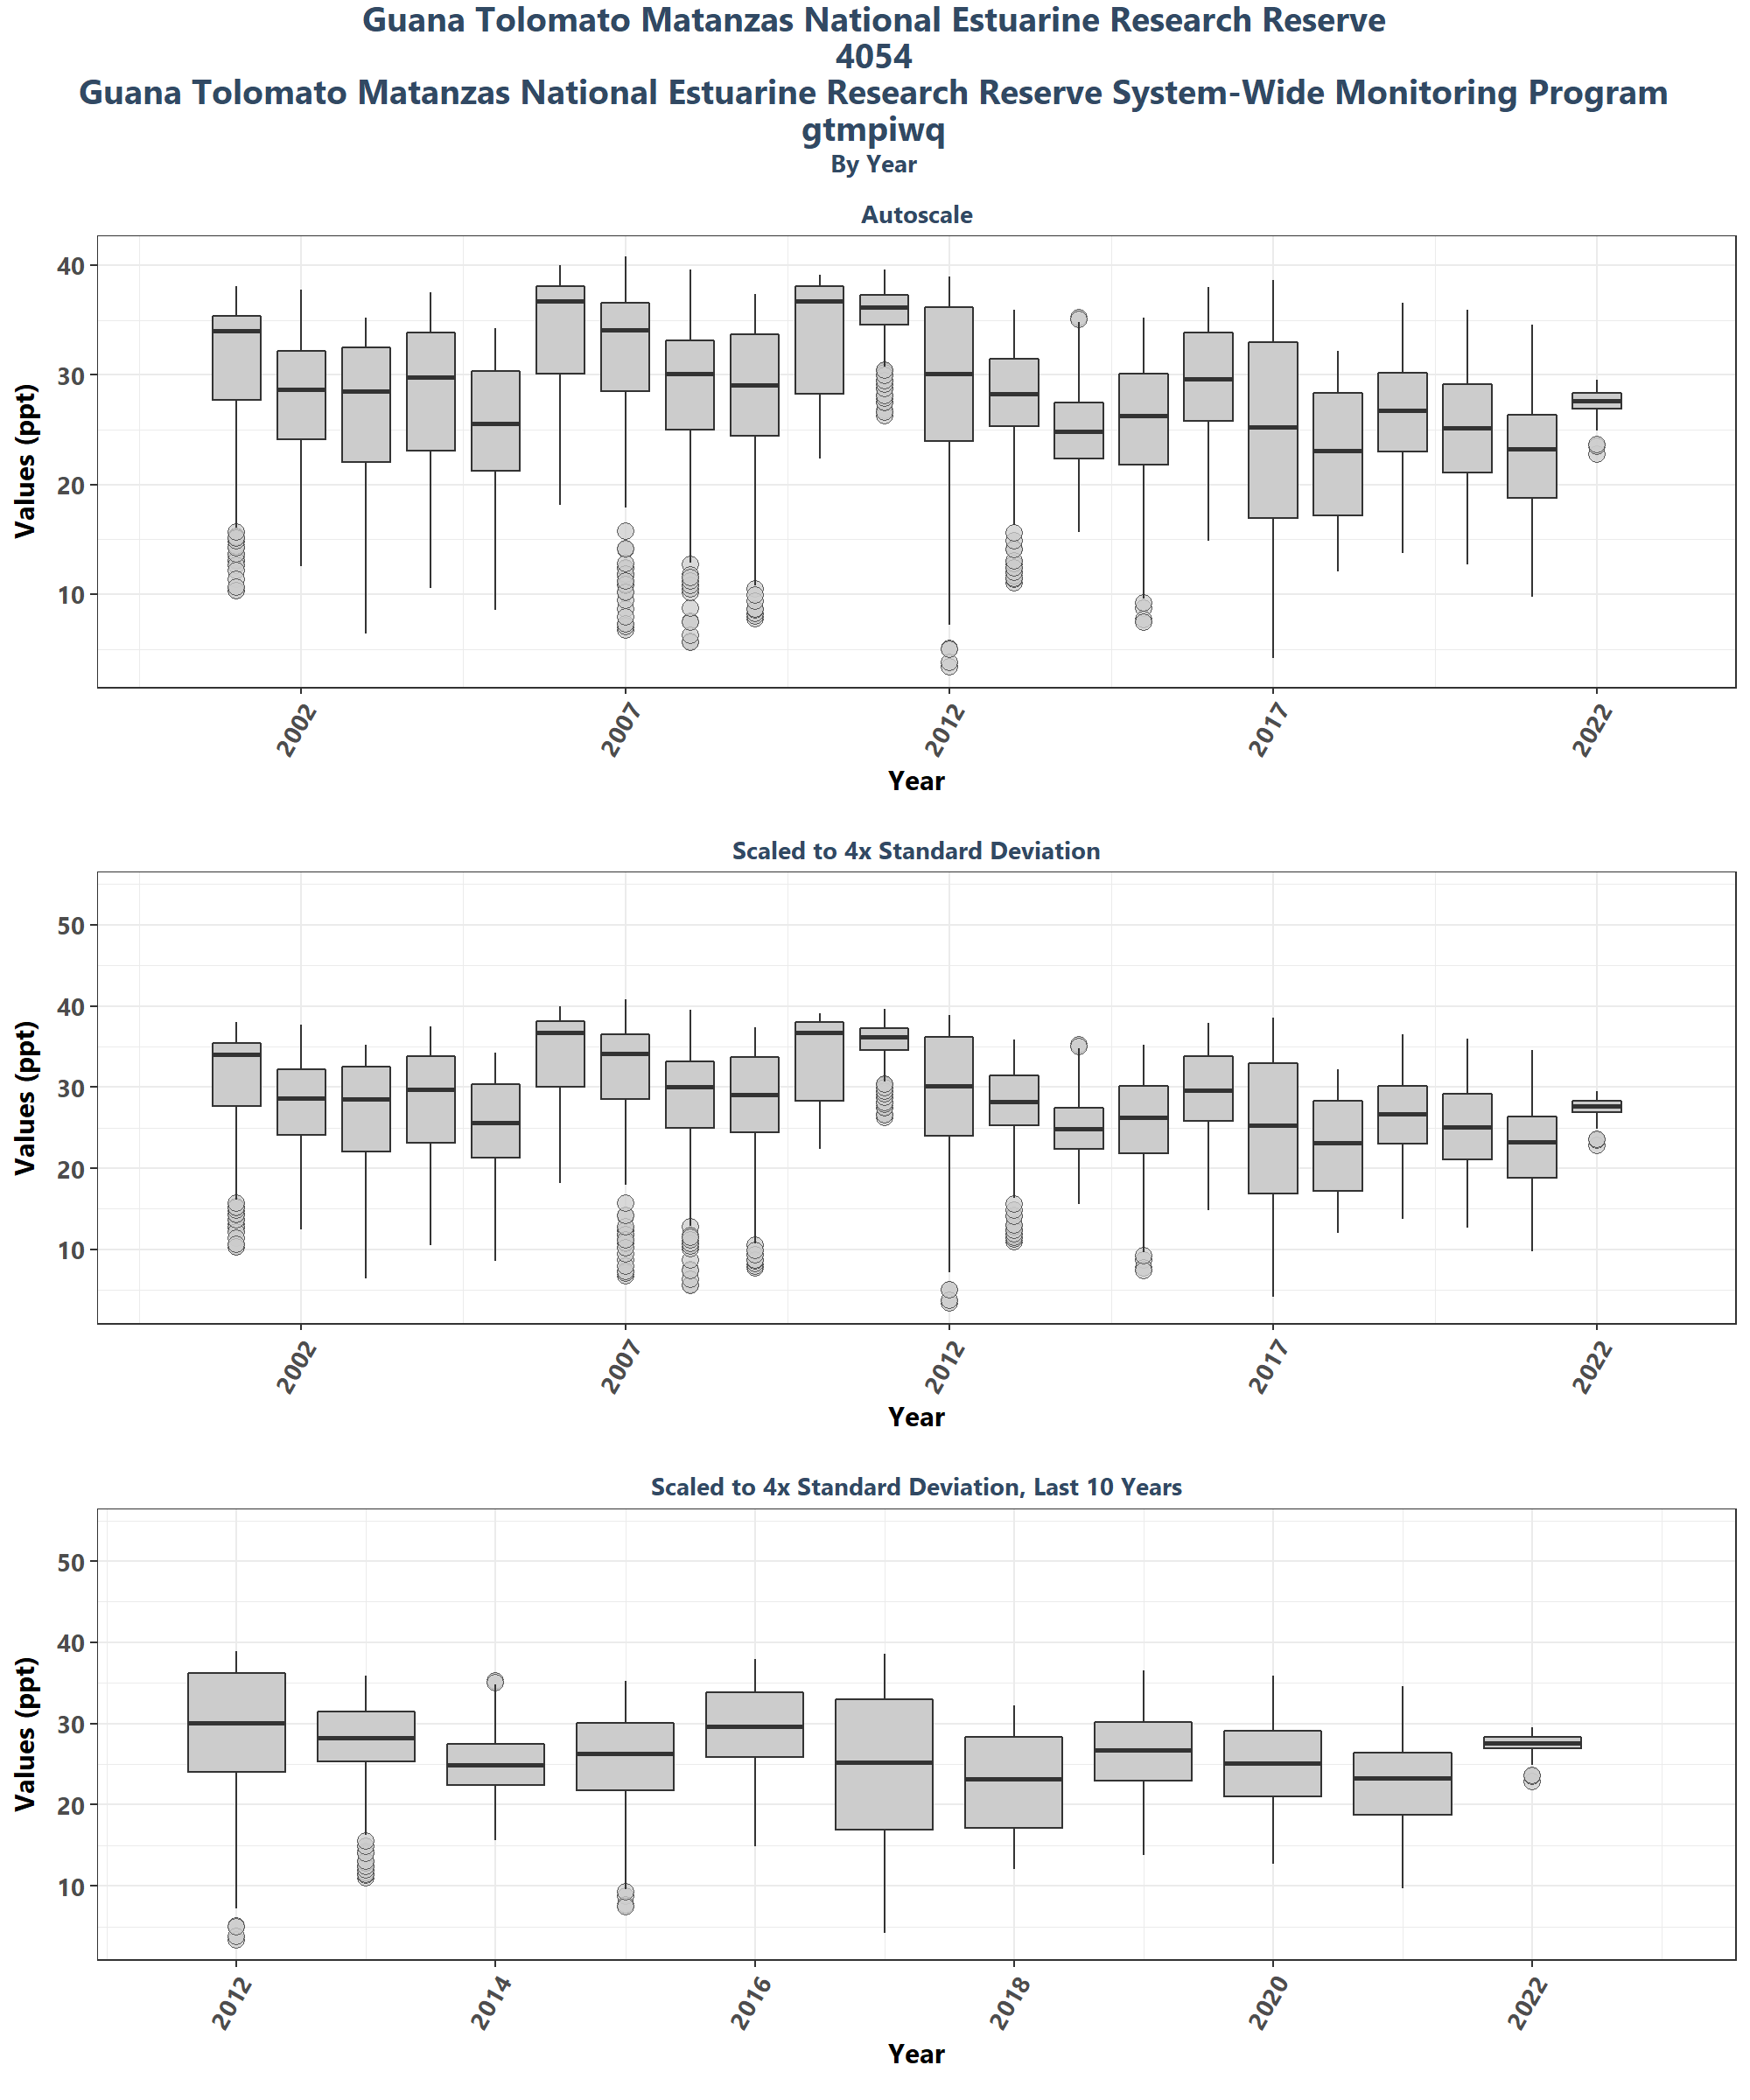 Guana Tolomato Matanzas National Estuarine Research Reserve
4054
Guana Tolomato Matanzas National Estuarine Research Reserve System-Wide Monitoring Program
gtmpiwq
By Year
Autoscale
40
30
20
10
Values (ppt)
2002 2007 2012 2017 2022
Year
Scaled to 4x Standard Deviation
50
40
30
20
10
Values (ppt)
2002 2007 2012 2017 2022
Year
Scaled to 4x Standard Deviation, Last 10 Years
50
40
30
20
10
Values (ppt)
2012 2014 2016 2018 2020 2022
Year